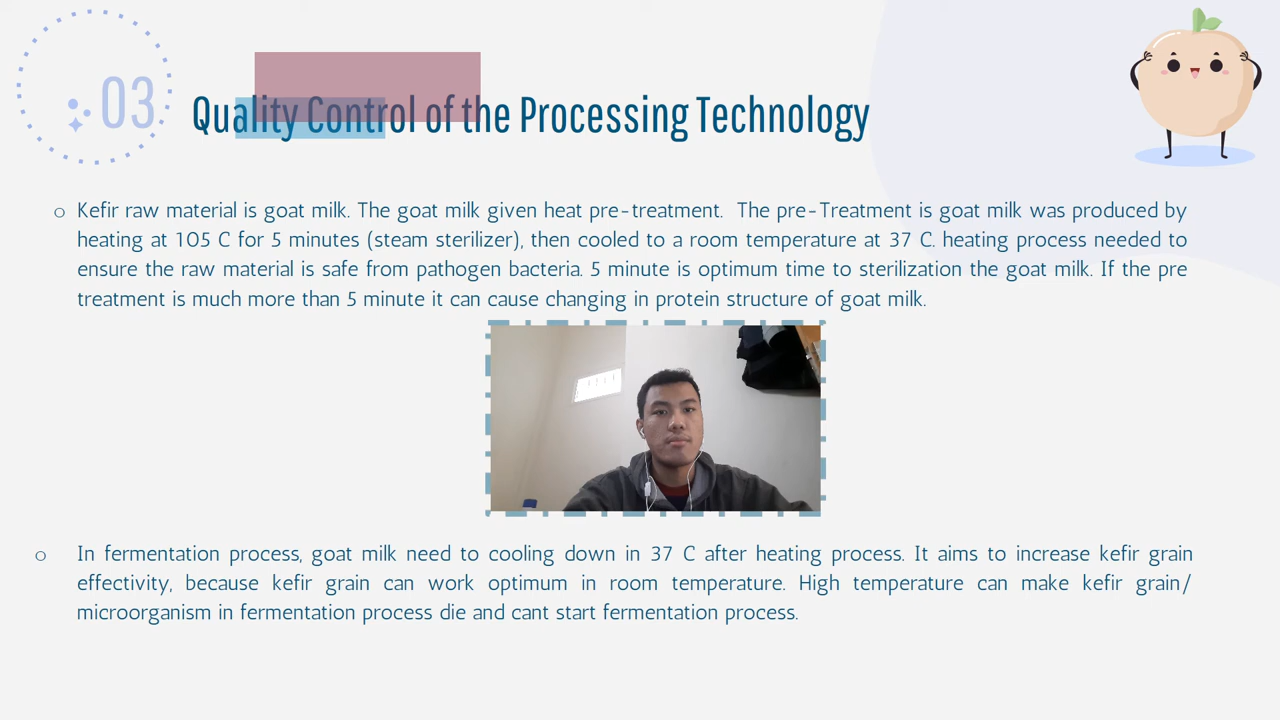 03
Quality Control of the Processing Technology
o Kefir raw material is goat milk. The goat milk given heat pre-treatment. The pre-Treatment is goat milk was produced by
heating at 105 C for 5 minutes (steam sterilizer), then cooled to a room temperature at 37 C. heating process needed to
ensure the raw material is safe from pathogen bacteria. 5 minute is optimum time to sterilization the goat milk. If the pre
treatment is much more than 5 minute it can cause changing in protein structure of goat milk.
o In fermentation process, goat milk need to cooling down in 37 C after heating process. It aims to increase kefir grain
effectivity, because kefir grain can work optimum in room temperature. High temperature can make kefir grain/
microorganism in fermentation process die and cant start fermentation process.